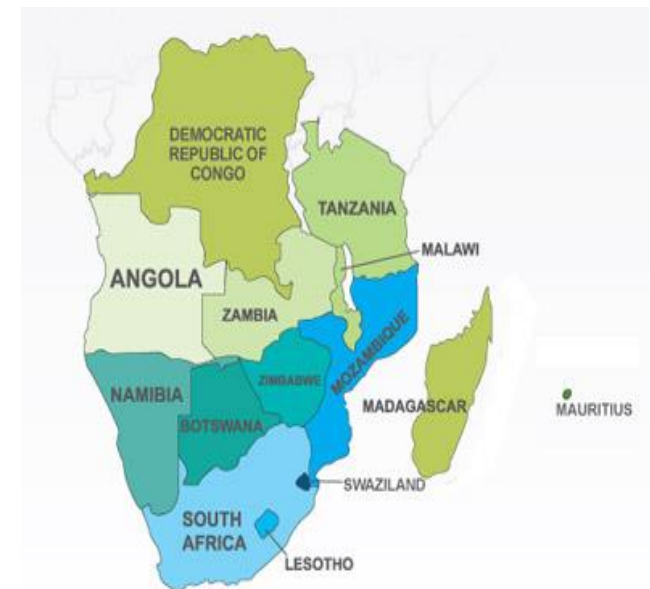 DEMOCRATIC
REPUBLIC OF
CONGO
TANZANIA
MALAWI
ANGOLA
ZAMBIA
MOZAMBIQUE
ZIMBABWE
NAMIBIA
BOTSWANA
MADAGASCAR
MAURITIUS
SWAZILAND
SOUTH
AFRICA
LESOTHO